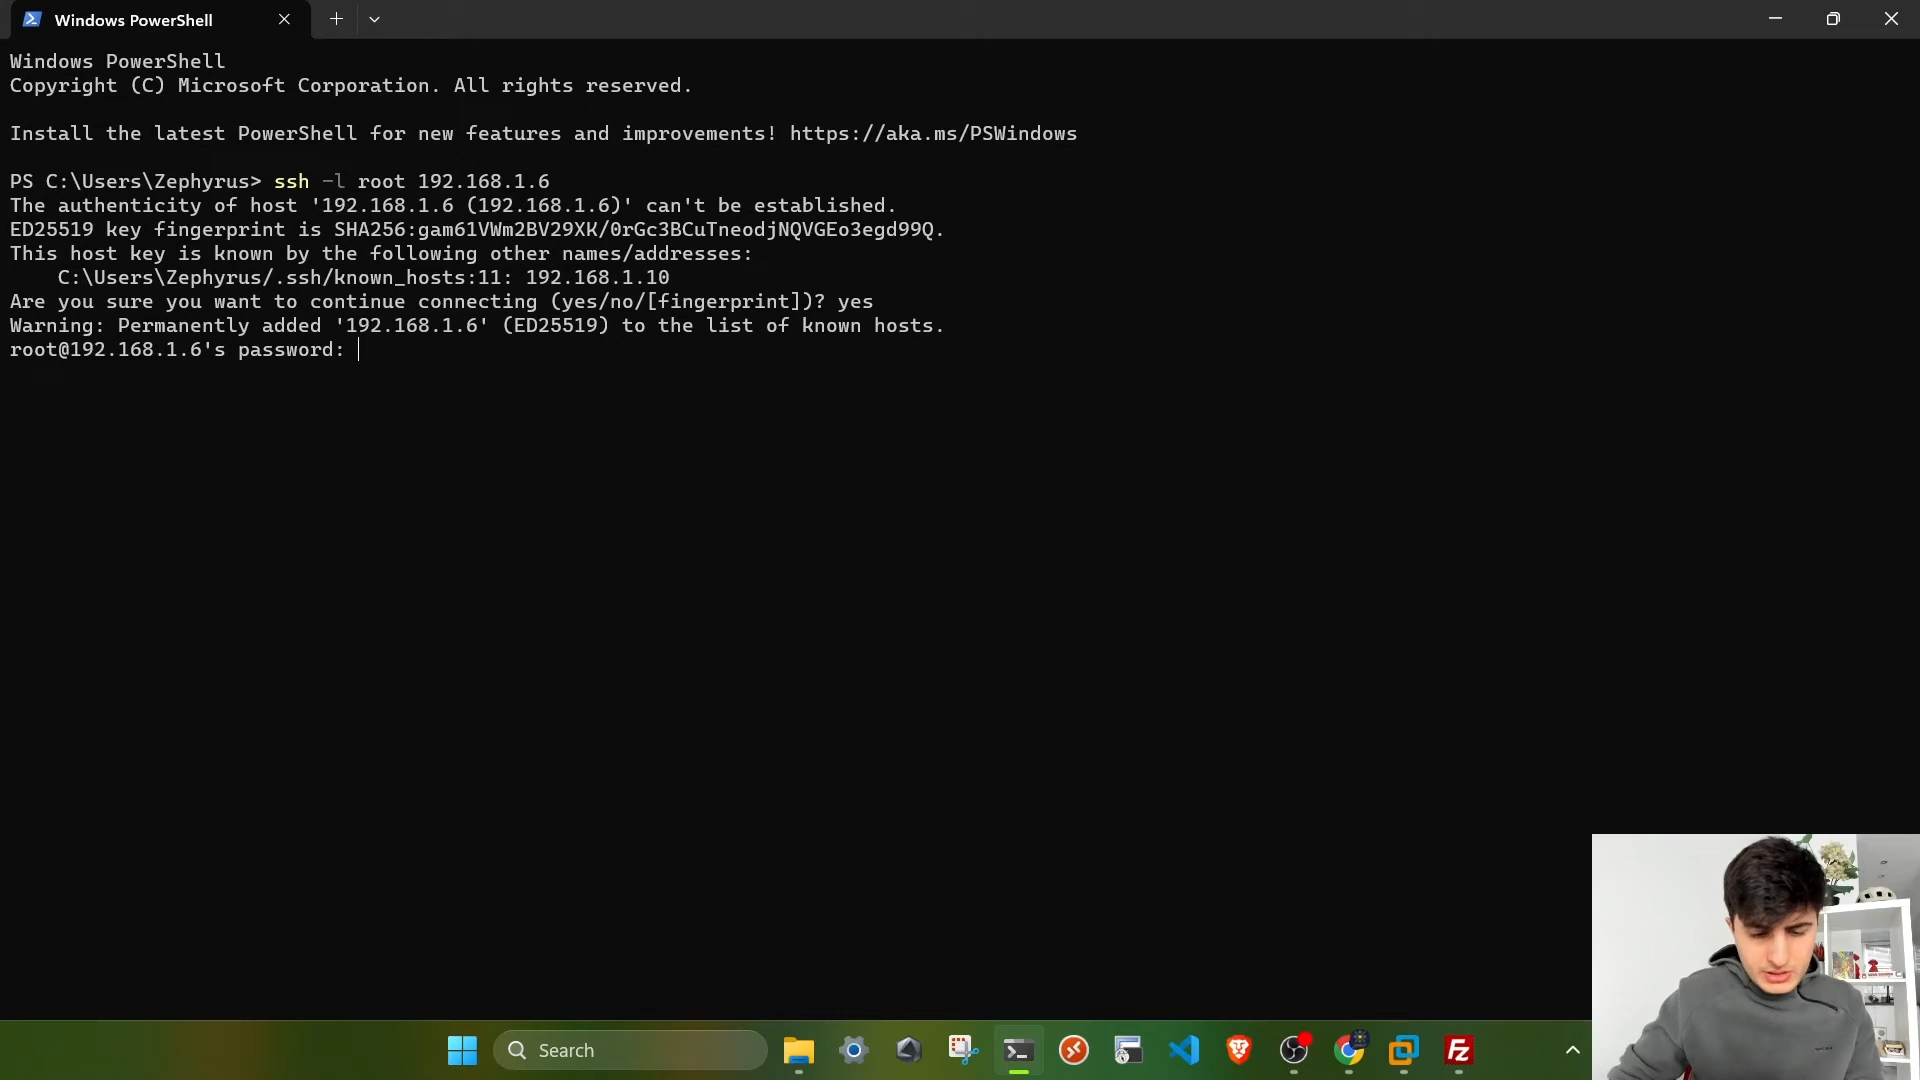 Windows PowerShell
Windows PowerShell
Copyright (C) Microsoft Corporation. All rights reserved.
Install the latest PowerShell for new features and improvements! https://aka.ms/PSWindows
PS C:\Users\Zephyrus> ssh -l root 192.168.1.6
The authenticity of host '192.168.1.6 (192.168.1.6)' can't be established.
ED25519 key fingerprint is SHA256:gam61VWm2BV29XK/0rGc3BCuTneodjNQVGEo3egd99Q.
This host key is known by the following other names/addresses:
    C:\Users\Zephyrus/.ssh/known_hosts:11: 192.168.1.10
Are you sure you want to continue connecting (yes/no/[fingerprint])? yes
Warning: Permanently added '192.168.1.6' (ED25519) to the list of known hosts.
root@192.168.1.6's password:
Search
Fz